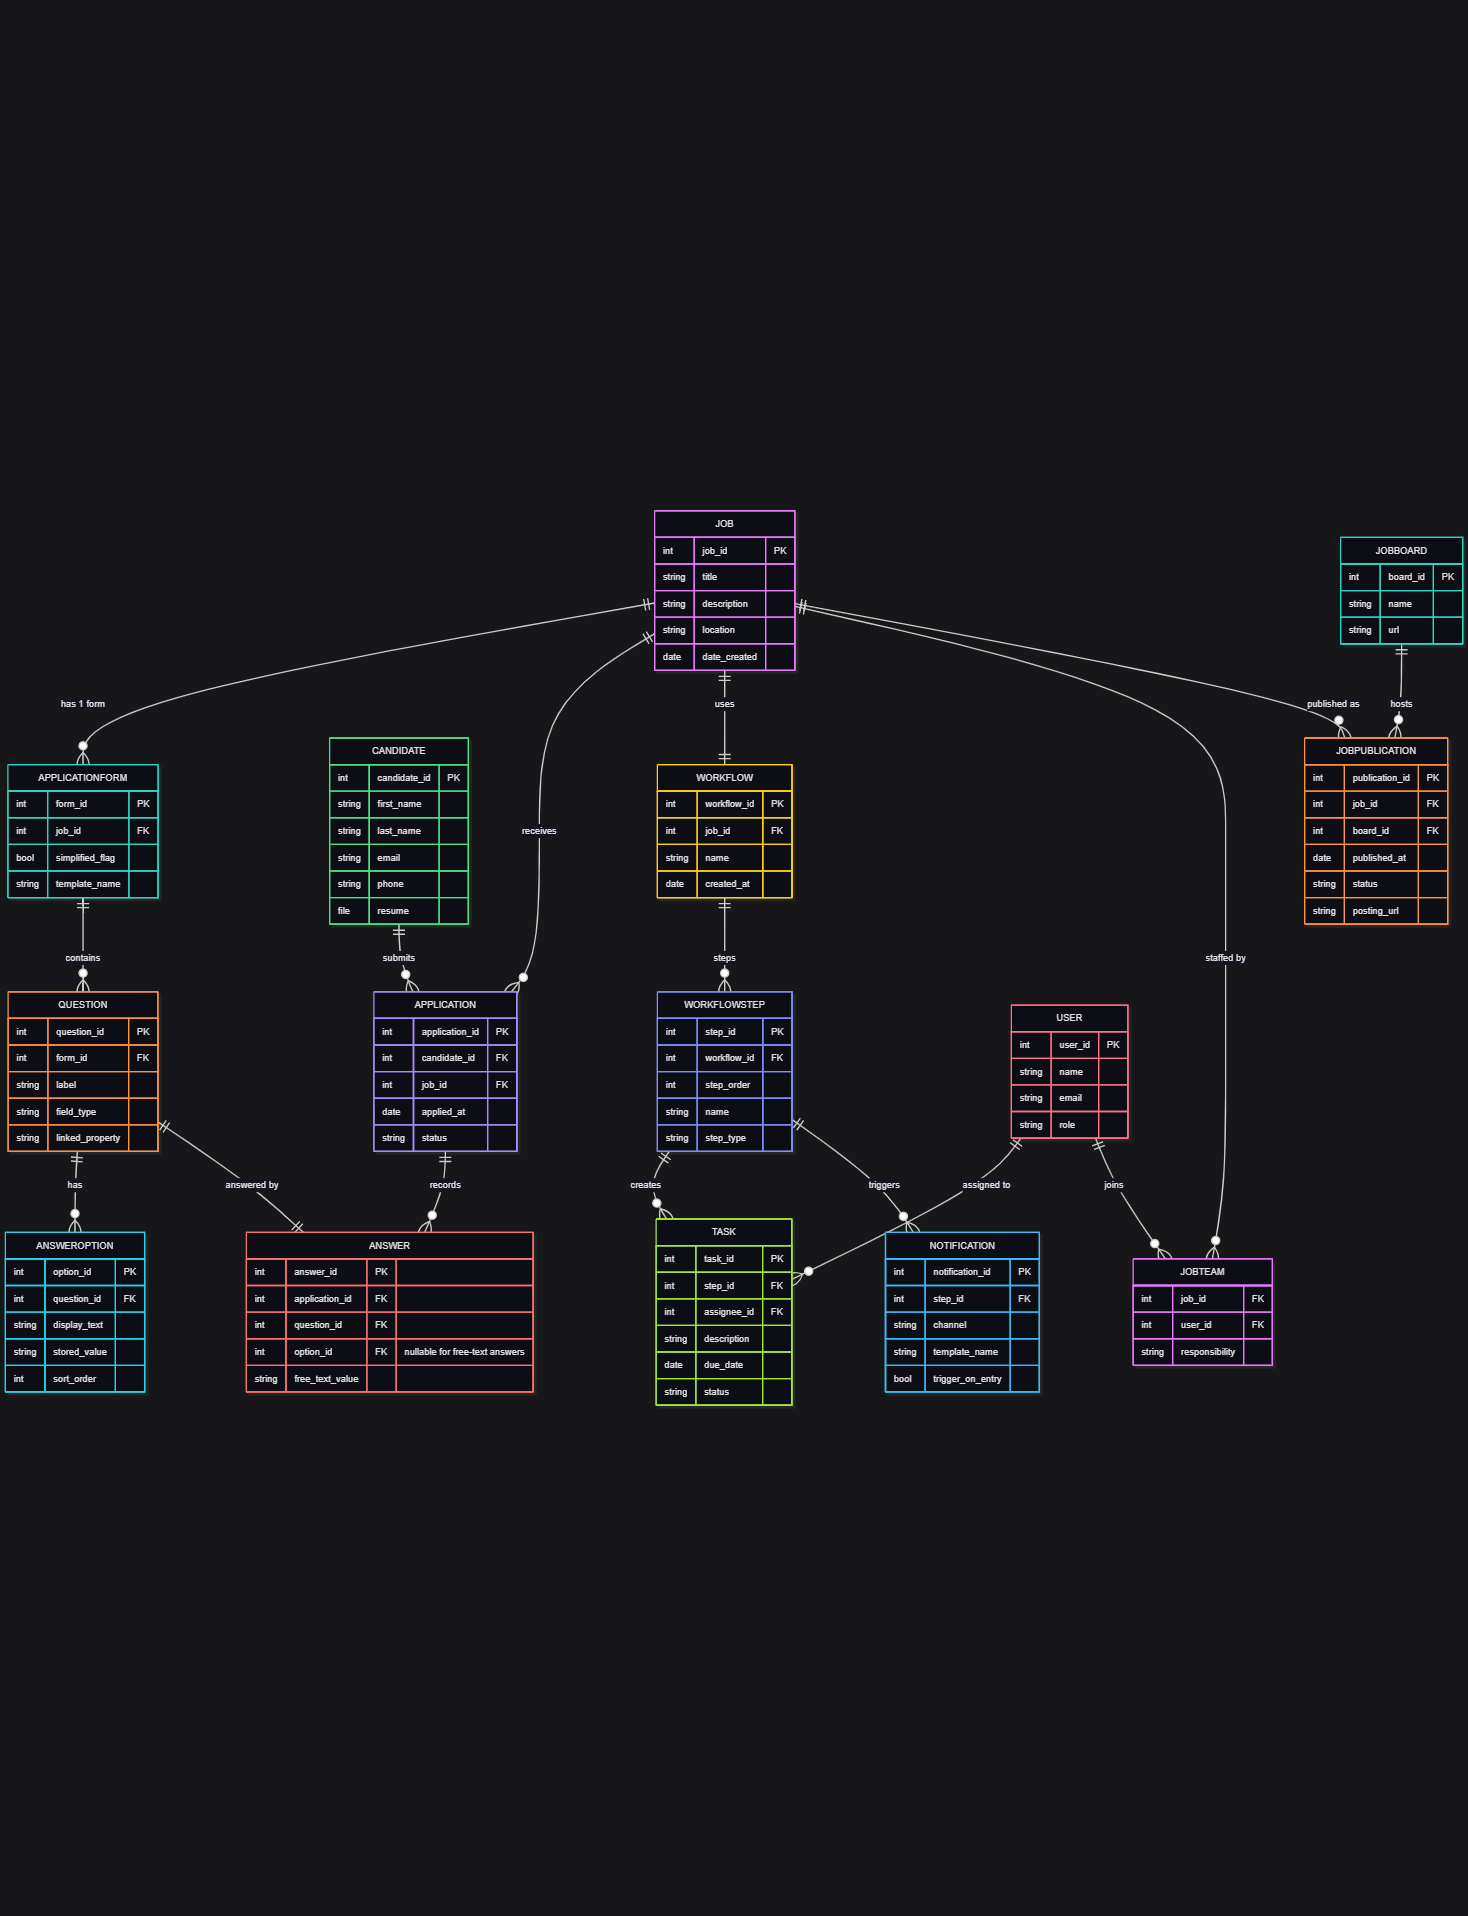 JOB
int job_id PK
string title
string description
string location
date date_created
JOBBOARD
int board_id PK
string name
string url
has 1 form
uses
published as
hosts
APPLICATIONFORM
int form_id PK
int job_id FK
bool simplified_flag
string template_name
CANDIDATE
int candidate_id PK
string first_name
string last_name
string email
string phone
file resume
receives
WORKFLOW
int workflow_id PK
int job_id FK
string name
date created_at
JOBPUBLICATION
int publication_id PK
int job_id FK
int board_id FK
date published_at
string status
string posting_url
contains
submits
steps
staffed by
QUESTION
int question_id PK
int form_id FK
string label
string field_type
string linked_property
APPLICATION
int application_id PK
int candidate_id FK
int job_id FK
date applied_at
string status
WORKFLOWSTEP
int step_id PK
int workflow_id FK
int step_order
string name
string step_type
USER
int user_id PK
string name
string email
string role
has
answered by
records
creates
triggers
assigned to
joins
ANSWEROPTION
int option_id PK
int question_id FK
string display_text
string stored_value
int sort_order
ANSWER
int answer_id PK
int application_id FK
int question_id FK
int option_id FK nullable for free-text answers
string free_text_value
TASK
int task_id PK
int step_id FK
int assignee_id FK
string description
date due_date
string status
NOTIFICATION
int notification_id PK
int step_id FK
string channel
string template_name
bool trigger_on_entry
JOBTEAM
int job_id FK
int user_id FK
string responsibility